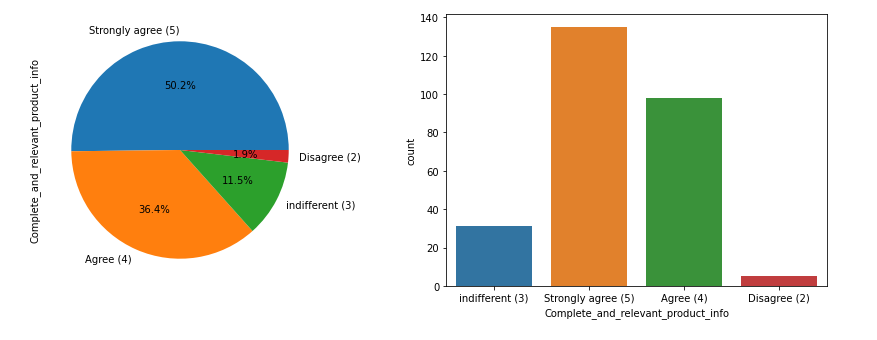 Strongly agree (5)
50.2%
Complete_and_relevant_product_info
1.9%
Disagree (2)
11.5%
indifferent (3)
36.4%
Agree (4)
140
120
100
80
60
40
20
0
count
indifferent (3) Strongly agree (5) Agree (4) Disagree (2)
Complete_and_relevant_product_info